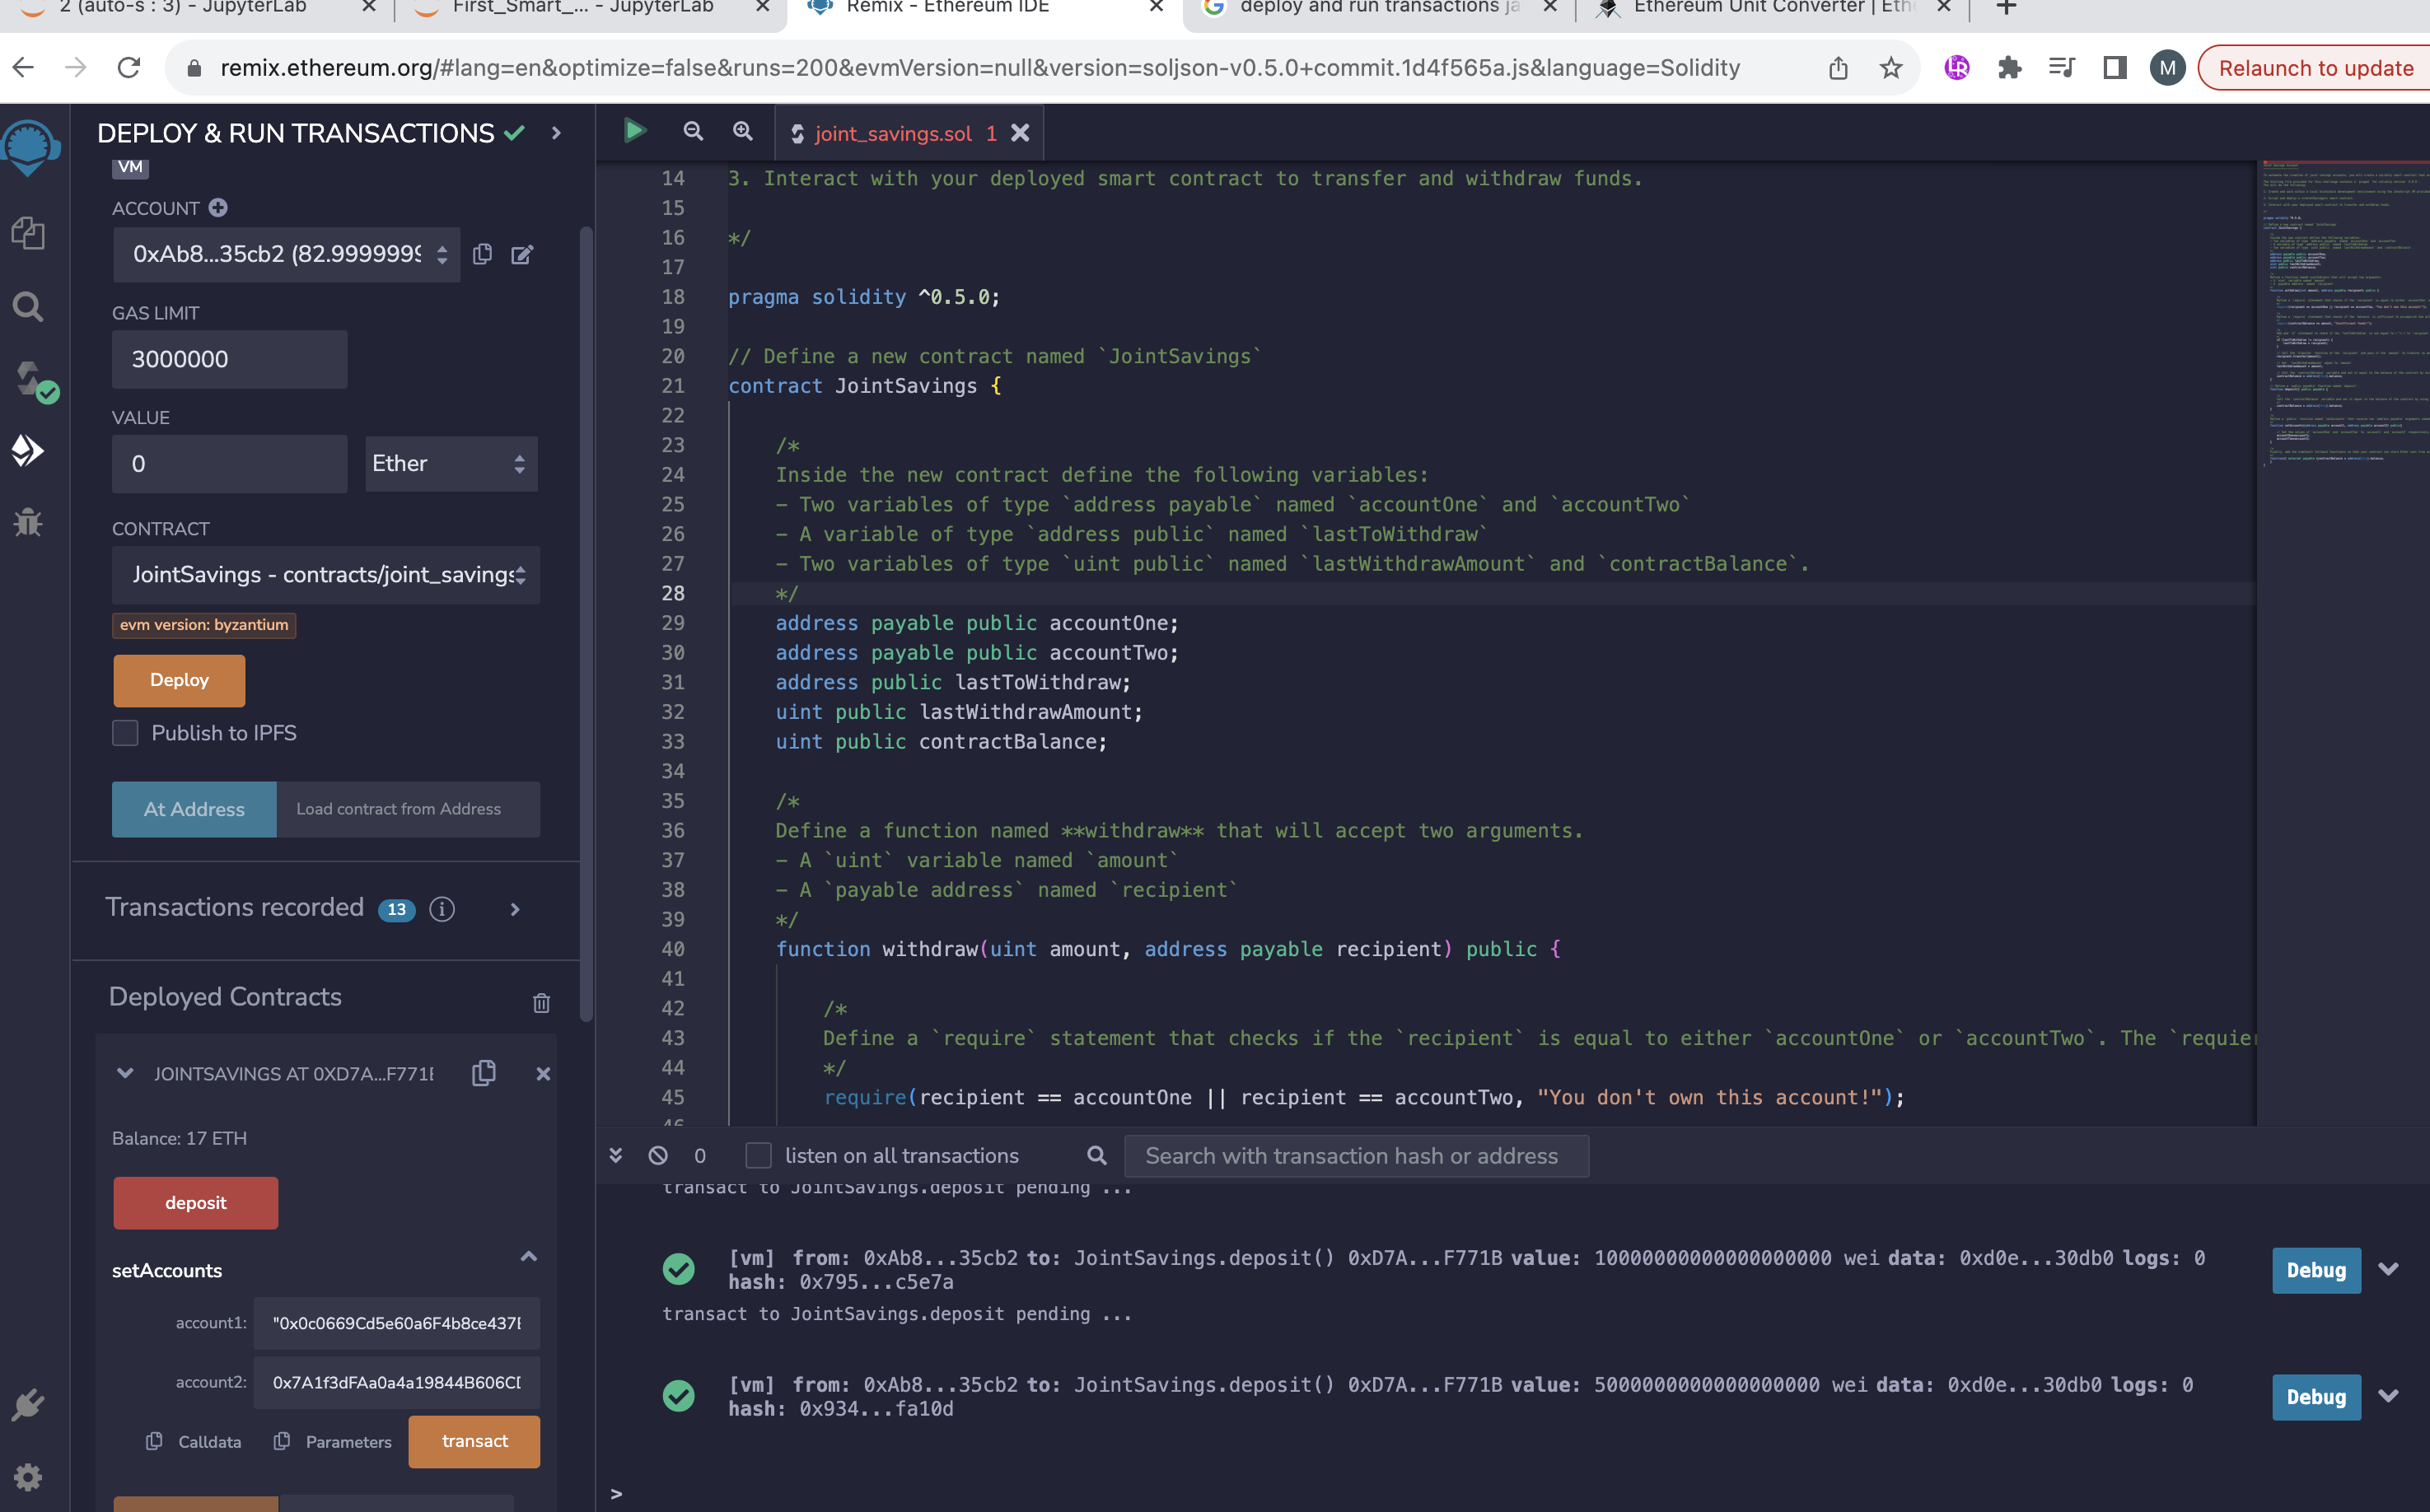 2 (auto-s : 3) - JupyterLab
First_Smart_... - JupyterLab
Remix - Ethereum IDE
deploy and run transactions ja
Ethereum Unit Converter | Eth
remix.ethereum.org/#lang=en&optimize=false&runs=200&evmVersion=null&version=soljson-v0.5.0+commit.1d4f565a.js&language=Solidity
M
Relaunch to update
DEPLOY & RUN TRANSACTIONS
VM
ACCOUNT
0xAb8...35cb2 (82.9999999
GAS LIMIT
3000000
VALUE
0
Ether
CONTRACT
JointSavings - contracts/joint_savings
evm version: byzantium
Deploy
Publish to IPFS
At Address
Load contract from Address
Transactions recorded 13 i
Deployed Contracts
JOINTSAVINGS AT 0XD7A...F771B
Balance: 17 ETH
deposit
setAccounts
account1: "0x0c0669Cd5e60a6F4b8ce437E
account2: 0x7A1f3dFAa0a4a19844B606CD
Calldata
Parameters
transact
joint_savings.sol 1
14 3. Interact with your deployed smart contract to transfer and withdraw funds.
15
16 */
17
18 pragma solidity ^0.5.0;
19
20 // Define a new contract named `JointSavings`
21 contract JointSavings {
22
23 /*
24 Inside the new contract define the following variables:
25 - Two variables of type `address payable` named `accountOne` and `accountTwo`
26 - A variable of type `address public` named `lastToWithdraw`
27 - Two variables of type `uint public` named `lastWithdrawAmount` and `contractBalance`.
28 */
29 address payable public accountOne;
30 address payable public accountTwo;
31 address public lastToWithdraw;
32 uint public lastWithdrawAmount;
33 uint public contractBalance;
34
35 /*
36 Define a function named **withdraw** that will accept two arguments.
37 - A `uint` variable named `amount`
38 - A `payable address` named `recipient`
39 */
40 function withdraw(uint amount, address payable recipient) public {
41
42 /*
43 Define a `require` statement that checks if the `recipient` is equal to either `accountOne` or `accountTwo`. The `requie
44 */
45 require(recipient == accountOne || recipient == accountTwo, "You don't own this account!");
46
0
listen on all transactions
Search with transaction hash or address
transact to JointSavings.deposit pending ...
[vm] from: 0xAb8...35cb2 to: JointSavings.deposit() 0xD7A...F771B value: 10000000000000000000 wei data: 0xd0e...30db0 logs: 0
hash: 0x795...c5e7a
Debug
transact to JointSavings.deposit pending ...
[vm] from: 0xAb8...35cb2 to: JointSavings.deposit() 0xD7A...F771B value: 5000000000000000000 wei data: 0xd0e...30db0 logs: 0
hash: 0x934...fa10d
Debug
>